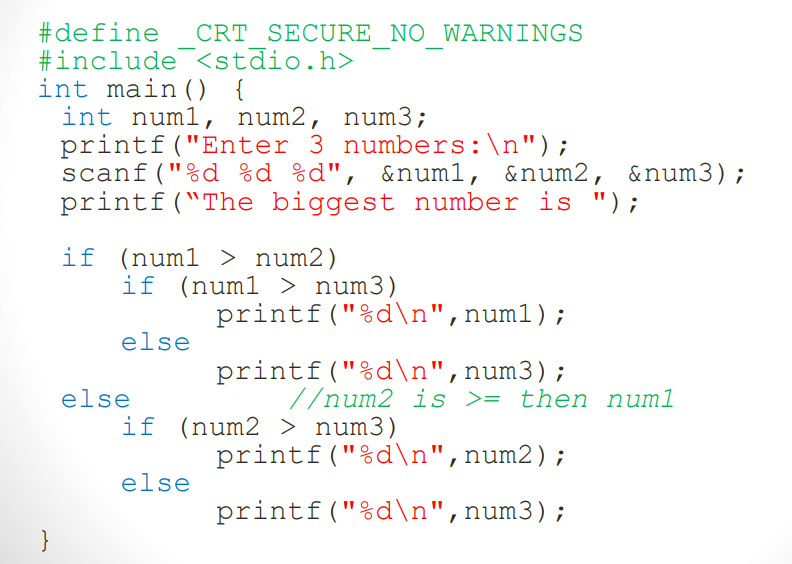 #define _CRT_SECURE_NO_WARNINGS
#include <stdio.h>
int main() {
int num1, num2, num3;
printf("Enter 3 numbers:\n");
scanf("%d %d %d", &num1, &num2, &num3);
printf(“The biggest number is ");
if (num1 > num2)
if (num1 > num3)
printf("%d\n",num1);
else
printf("%d\n",num3);
else //num2 is >= then num1
if (num2 > num3)
printf("%d\n",num2);
else
printf("%d\n",num3);
}